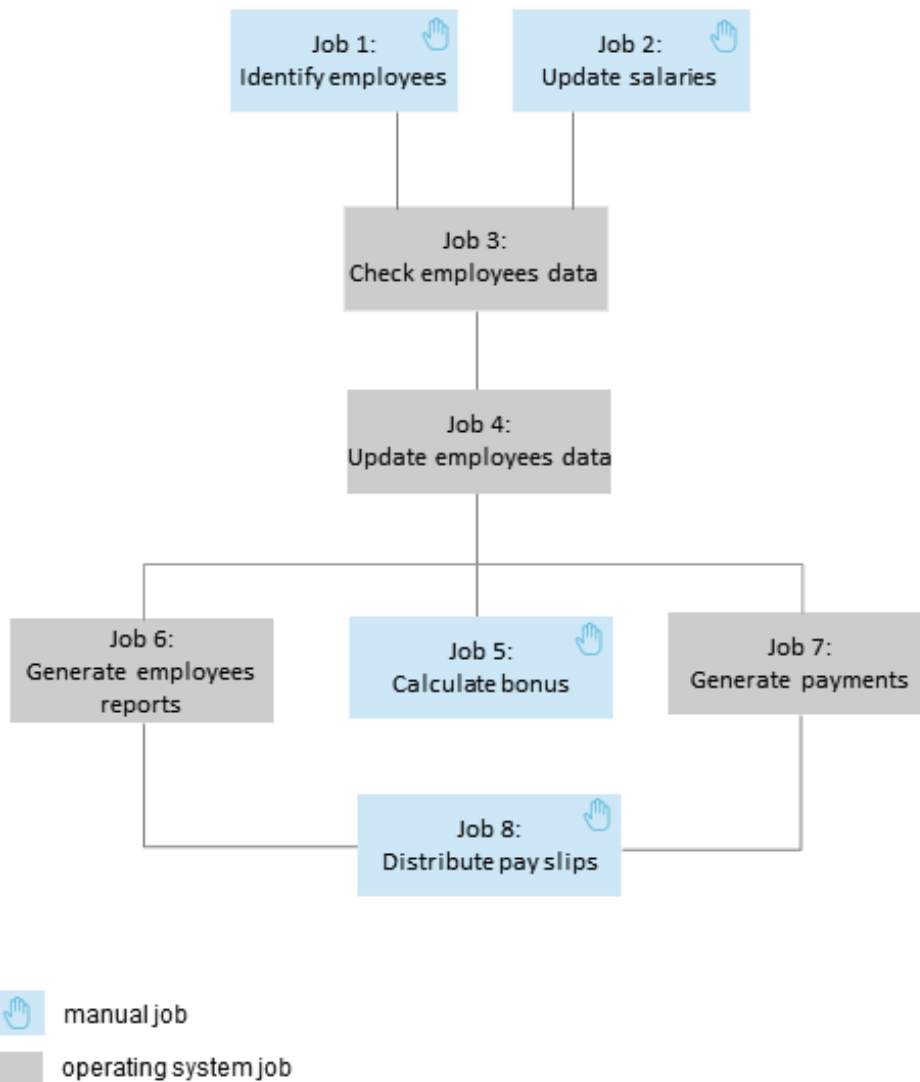 Job 1:
Identify employees
Job 2:
Update salaries
Job 3:
Check employees data
Job 4:
Update employees data
Job 6:
Generate employees
reports
Job 5:
Calculate bonus
Job 7:
Generate payments
Job 8:
Distribute pay slips
manual job
operating system job